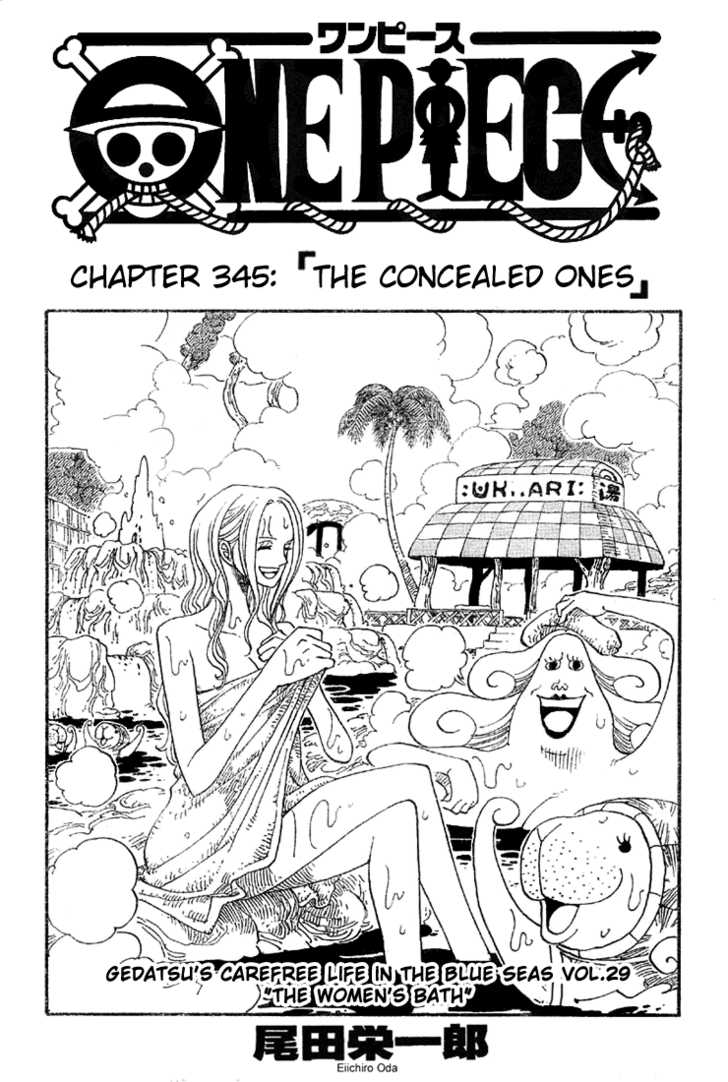 ワンピース
ONE PIECE
CHAPTER 345: 「THE CONCEALED ONES」
:UK..ARI: 湯
GEDATSU'S CAREFREE LIFE IN THE BLUE SEAS VOL.29
"THE WOMEN'S BATH"
尾田栄一郎
Eiichiro Oda